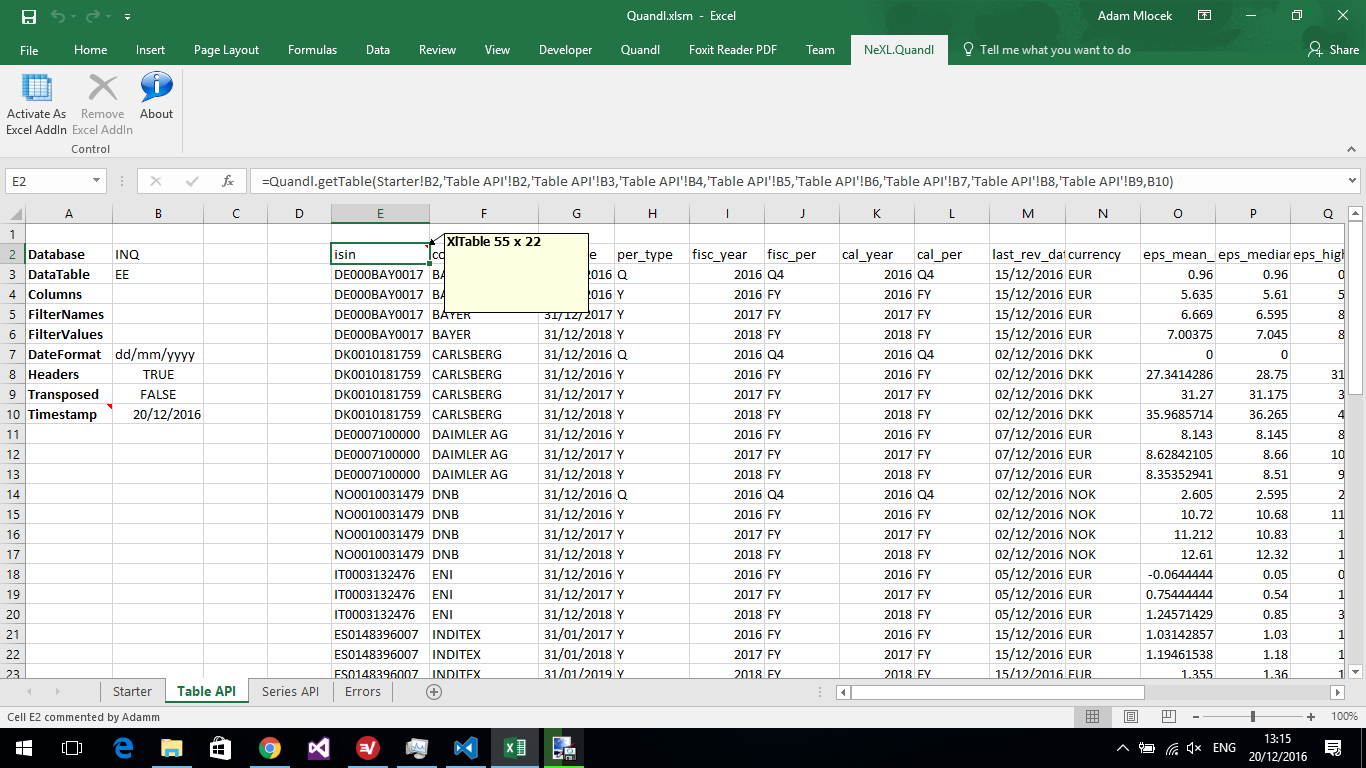 Quandl.xlsm - Excel Adam Mlocek
File Home Insert Page Layout Formulas Data Review View Developer Quandl Foxit Reader PDF Team NeXL.Quandl Tell me what you want to do Share
Activate As Remove About
Excel AddIn Excel AddIn
Control
E2 fx =Quandl.getTable(Starter!B2,'Table API'!B2,'Table API'!B3,'Table API'!B4,'Table API'!B5,'Table API'!B6,'Table API'!B7,'Table API'!B8,'Table API'!B9,B10)
A B C D E F G H I J K L M N O P Q
1 XlTable 55 x 22
2 Database INQ isin co e per_type fisc_year fisc_per cal_year cal_per last_rev_dat currency eps_mean_ eps_median eps_high
3 DataTable EE DE000BAY0017 BA 2016 Q 2016 Q4 2016 Q4 15/12/2016 EUR 0.96 0.96 0
4 Columns DE000BAY0017 BA 2016 Y 2016 FY 2016 FY 15/12/2016 EUR 5.635 5.61 5
5 FilterNames DE000BAY0017 BAYER 31/12/2017 Y 2017 FY 2017 FY 15/12/2016 EUR 6.669 6.595 8
6 FilterValues DE000BAY0017 BAYER 31/12/2018 Y 2018 FY 2018 FY 15/12/2016 EUR 7.00375 7.045 8
7 DateFormat dd/mm/yyyy DK0010181759 CARLSBERG 31/12/2016 Q 2016 Q4 2016 Q4 02/12/2016 DKK 0 0
8 Headers TRUE DK0010181759 CARLSBERG 31/12/2016 Y 2016 FY 2016 FY 02/12/2016 DKK 27.3414286 28.75 31
9 Transposed FALSE DK0010181759 CARLSBERG 31/12/2017 Y 2017 FY 2017 FY 02/12/2016 DKK 31.27 31.175 3
10 Timestamp 20/12/2016 DK0010181759 CARLSBERG 31/12/2018 Y 2018 FY 2018 FY 02/12/2016 DKK 35.9685714 36.265 4
11 DE0007100000 DAIMLER AG 31/12/2016 Y 2016 FY 2016 FY 07/12/2016 EUR 8.143 8.145 8
12 DE0007100000 DAIMLER AG 31/12/2017 Y 2017 FY 2017 FY 07/12/2016 EUR 8.62842105 8.66 10
13 DE0007100000 DAIMLER AG 31/12/2018 Y 2018 FY 2018 FY 07/12/2016 EUR 8.35352941 8.51 9
14 NO0010031479 DNB 31/12/2016 Q 2016 Q4 2016 Q4 02/12/2016 NOK 2.605 2.595 2
15 NO0010031479 DNB 31/12/2016 Y 2016 FY 2016 FY 02/12/2016 NOK 10.72 10.68 11
16 NO0010031479 DNB 31/12/2017 Y 2017 FY 2017 FY 02/12/2016 NOK 11.212 10.83 1
17 NO0010031479 DNB 31/12/2018 Y 2018 FY 2018 FY 02/12/2016 NOK 12.61 12.32 1
18 IT0003132476 ENI 31/12/2016 Y 2016 FY 2016 FY 05/12/2016 EUR -0.0644444 0.05 0
19 IT0003132476 ENI 31/12/2017 Y 2017 FY 2017 FY 05/12/2016 EUR 0.75444444 0.54 1
20 IT0003132476 ENI 31/12/2018 Y 2018 FY 2018 FY 05/12/2016 EUR 1.24571429 0.85 3
21 ES0148396007 INDITEX 31/01/2017 Y 2016 FY 2016 FY 15/12/2016 EUR 1.03142857 1.03 1
22 ES0148396007 INDITEX 31/01/2018 Y 2017 FY 2017 FY 15/12/2016 EUR 1.19461538 1.18 1
23 ES0148396007 INDITEX 31/01/2019 Y 2018 FY 2018 FY 15/12/2016 EUR 1.355 1.36 1
Starter Table API Series API Errors
Cell E2 commented by Adamm 100%
ENG 13:15
20/12/2016